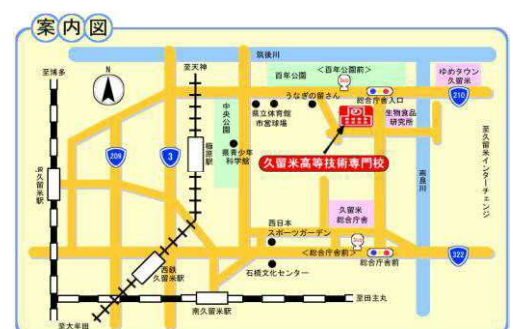 案内図
至博多
N
至天神
筑後川
百年公園
<百年公園前>
ゆめタウン
久留米
うなぎの留さん
総合庁舎入口
210
県立体育館
市営球場
生物食品
研究所
中央公園
櫛原駅
県青少年
科学館
久留米高等技術専門校
209
3
JR久留米駅
高良川
至久留米インターチェンジ
久留米
総合庁舎
西日本
スポーツガーデン
<総合庁舎前>
総合庁舎前
322
西鉄
久留米駅
石橋文化センター
至大牟田
南久留米駅
至田主丸